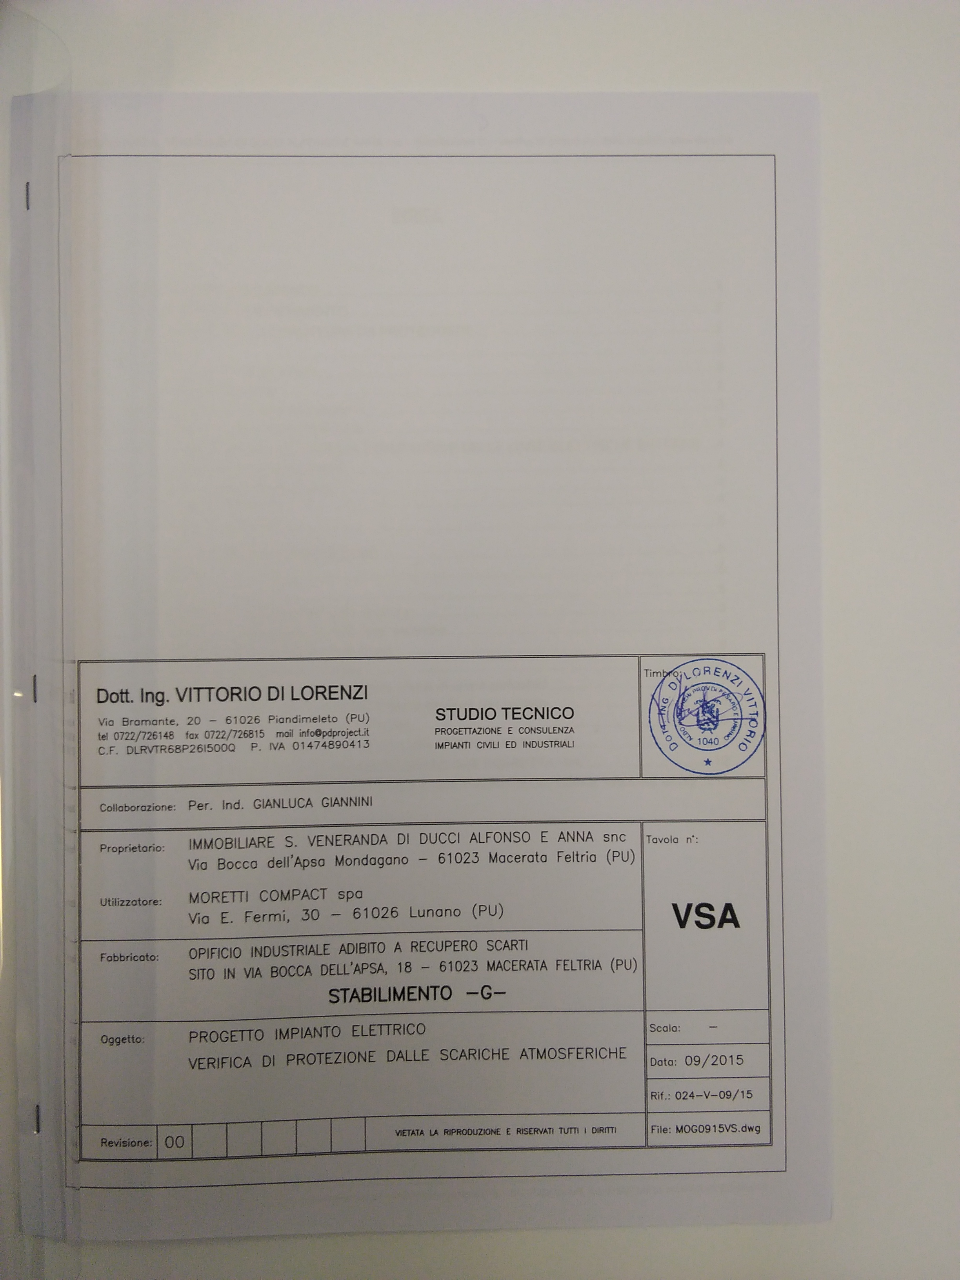 Dott. Ing. VITTORIO DI LORENZI
Via Bramante, 20 – 61026 Piandimeleto (PU)
tel 0722/726148 fax 0722/726815 mail info@pdproject.it
C.F. DLRVTR68P26I500Q P. IVA 01474890413
STUDIO TECNICO
PROGETTAZIONE E CONSULENZA
IMPIANTI CIVILI ED INDUSTRIALI
Timbro:
DOTT. ING. DI LORENZI VITTORIO
1040
Collaborazione: Per. Ind. GIANLUCA GIANNINI
Proprietario: IMMOBILIARE S. VENERANDA DI DUCCI ALFONSO E ANNA snc
Via Bocca dell'Apsa Mondagano – 61023 Macerata Feltria (PU)
Utilizzatore: MORETTI COMPACT spa
Via E. Fermi, 30 – 61026 Lunano (PU)
Fabbricato: OPIFICIO INDUSTRIALE ADIBITO A RECUPERO SCARTI
SITO IN VIA BOCCA DELL'APSA, 18 – 61023 MACERATA FELTRIA (PU)
STABILIMENTO –G–
Oggetto: PROGETTO IMPIANTO ELETTRICO
VERIFICA DI PROTEZIONE DALLE SCARICHE ATMOSFERICHE
Revisione: 00
VIETATA LA RIPRODUZIONE E RISERVATI TUTTI I DIRITTI
Tavola n°:
VSA
Scala: –
Data: 09/2015
Rif.: 024–V–09/15
File: MOG0915VS.dwg